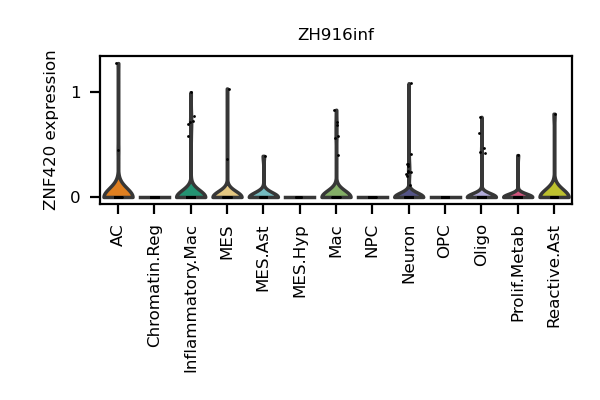 ZH916inf
ZNF420 expression
1
0
AC
Chromatin.Reg
Inflammatory.Mac
MES
MES.Ast
MES.Hyp
Mac
NPC
Neuron
OPC
Oligo
Prolif.Metab
Reactive.Ast